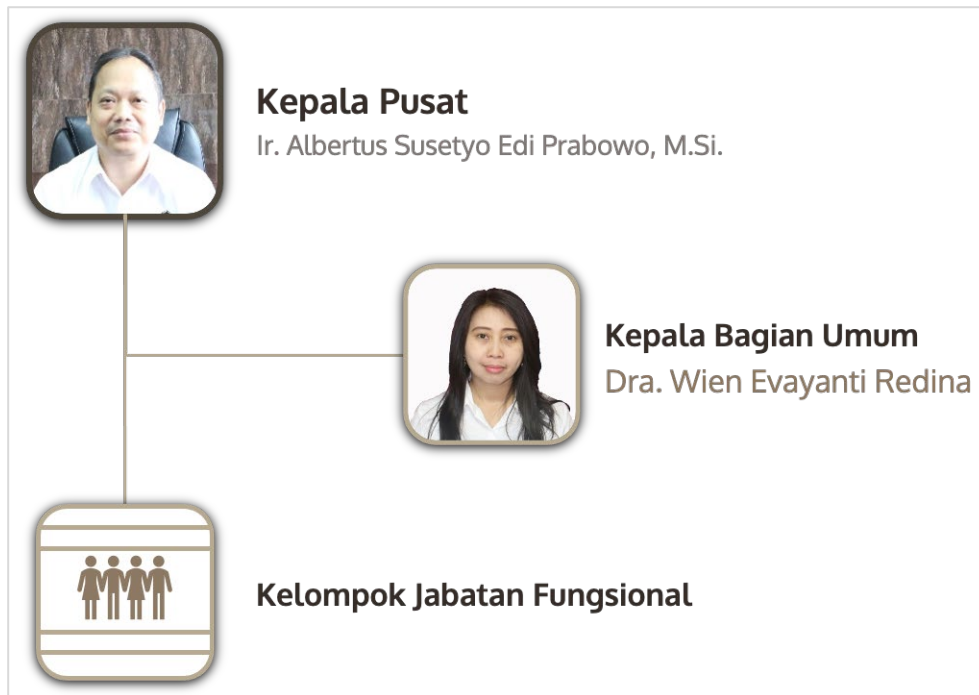 Kepala Pusat
Ir. Albertus Susetyo Edi Prabowo, M.Si.
Kepala Bagian Umum
Dra. Wien Evayanti Redina
Kelompok Jabatan Fungsional